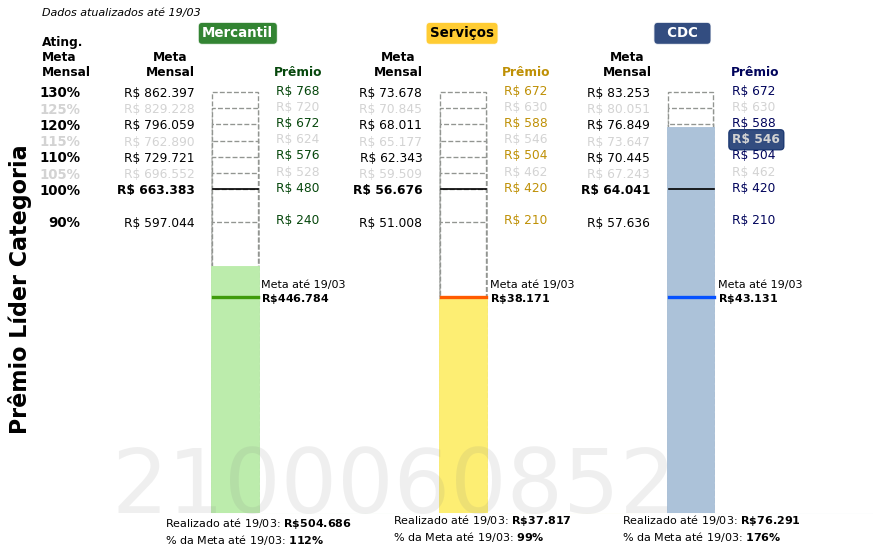 Dados atualizados até 19/03
Mercantil Serviços CDC
Ating. Meta Mensal Meta Mensal Prêmio Meta Mensal Prêmio Meta Mensal Prêmio
130% R$ 862.397 R$ 768 R$ 73.678 R$ 672 R$ 83.253 R$ 672
125% R$ 829.228 R$ 720 R$ 70.845 R$ 630 R$ 80.051 R$ 630
120% R$ 796.059 R$ 672 R$ 68.011 R$ 588 R$ 76.849 R$ 588
115% R$ 762.890 R$ 624 R$ 65.177 R$ 546 R$ 73.647 R$ 546
110% R$ 729.721 R$ 576 R$ 62.343 R$ 504 R$ 70.445 R$ 504
105% R$ 696.552 R$ 528 R$ 59.509 R$ 462 R$ 67.243 R$ 462
100% R$ 663.383 R$ 480 R$ 56.676 R$ 420 R$ 64.041 R$ 420
90% R$ 597.044 R$ 240 R$ 51.008 R$ 210 R$ 57.636 R$ 210
Meta até 19/03 Meta até 19/03 Meta até 19/03
R$446.784 R$38.171 R$43.131
Prêmio Líder Categoria
2100060852
Realizado até 19/03: R$504.686 Realizado até 19/03: R$37.817 Realizado até 19/03: R$76.291
% da Meta até 19/03: 112% % da Meta até 19/03: 99% % da Meta até 19/03: 176%